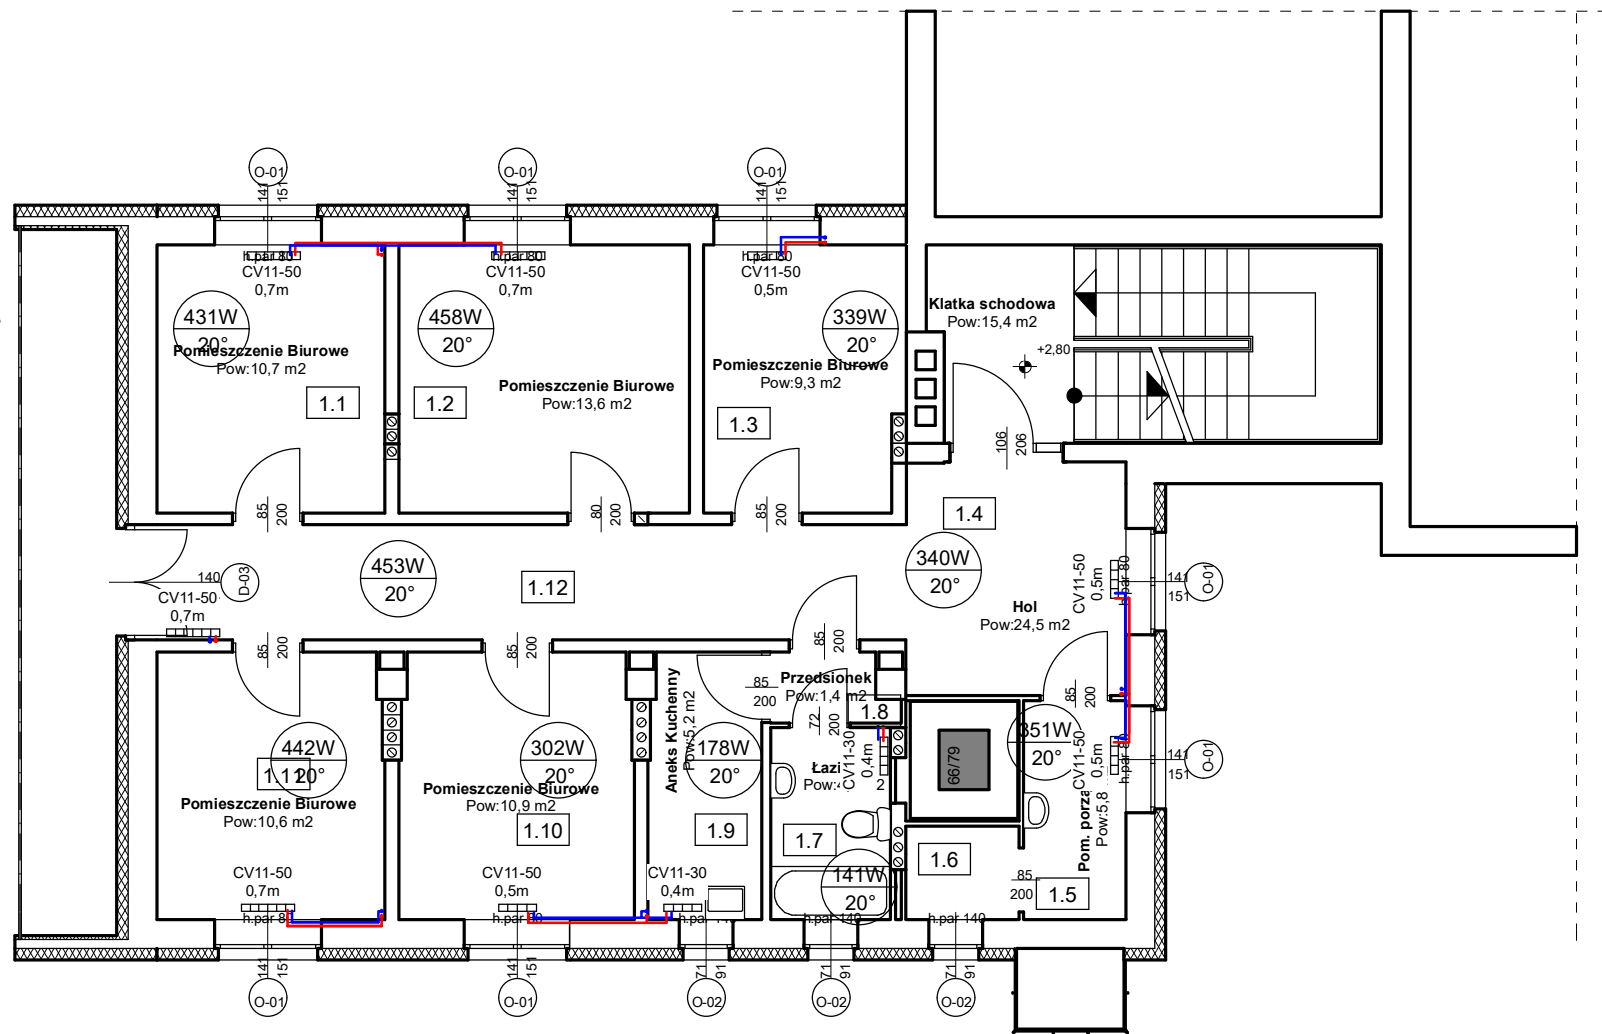 O-01
141
151
O-01
141
151
O-01
141
151
h.par 80
CV11-50
0,7m
h.par 80
CV11-50
0,7m
CV11-50
0,5m
431W
20°
Pomieszczenie Biurowe
Pow:10,7 m2
1.1
458W
20°
Pomieszczenie Biurowe
Pow:13,6 m2
1.2
339W
20°
Pomieszczenie Biurowe
Pow:9,3 m2
1.3
Klatka schodowa
Pow:15,4 m2
+2,80
106
206
85
200
80
200
85
200
1.4
453W
20°
1.12
340W
20°
Hol
Pow:24,5 m2
140
D-03
CV11-50
0,7m
CV11-50
0,5m
h.par 80
141
151
O-01
85
200
85
200
85
200
85
200
85
200
Przedsionek
Pow:1,4 m2
1.8
72
200
Aneks Kuchenny
Pow:5,2 m2
178W
20°
1.9
442W
20°
1.11
Pomieszczenie Biurowe
Pow:10,6 m2
302W
20°
Pomieszczenie Biurowe
Pow:10,9 m2
1.10
CV11-30
0,4m
Pow:
2
1.7
141W
20°
66/79
351W
20°
CV11-50
0,5m
141
151
O-01
Pom.
Pow:5,8
1.6
85
200
1.5
CV11-50
0,7m
h.par 8
CV11-50
0,5m
CV11-30
0,4m
h.par 140
h.par 140
141
151
O-01
141
151
O-01
71
91
O-02
71
91
O-02
71
91
O-02